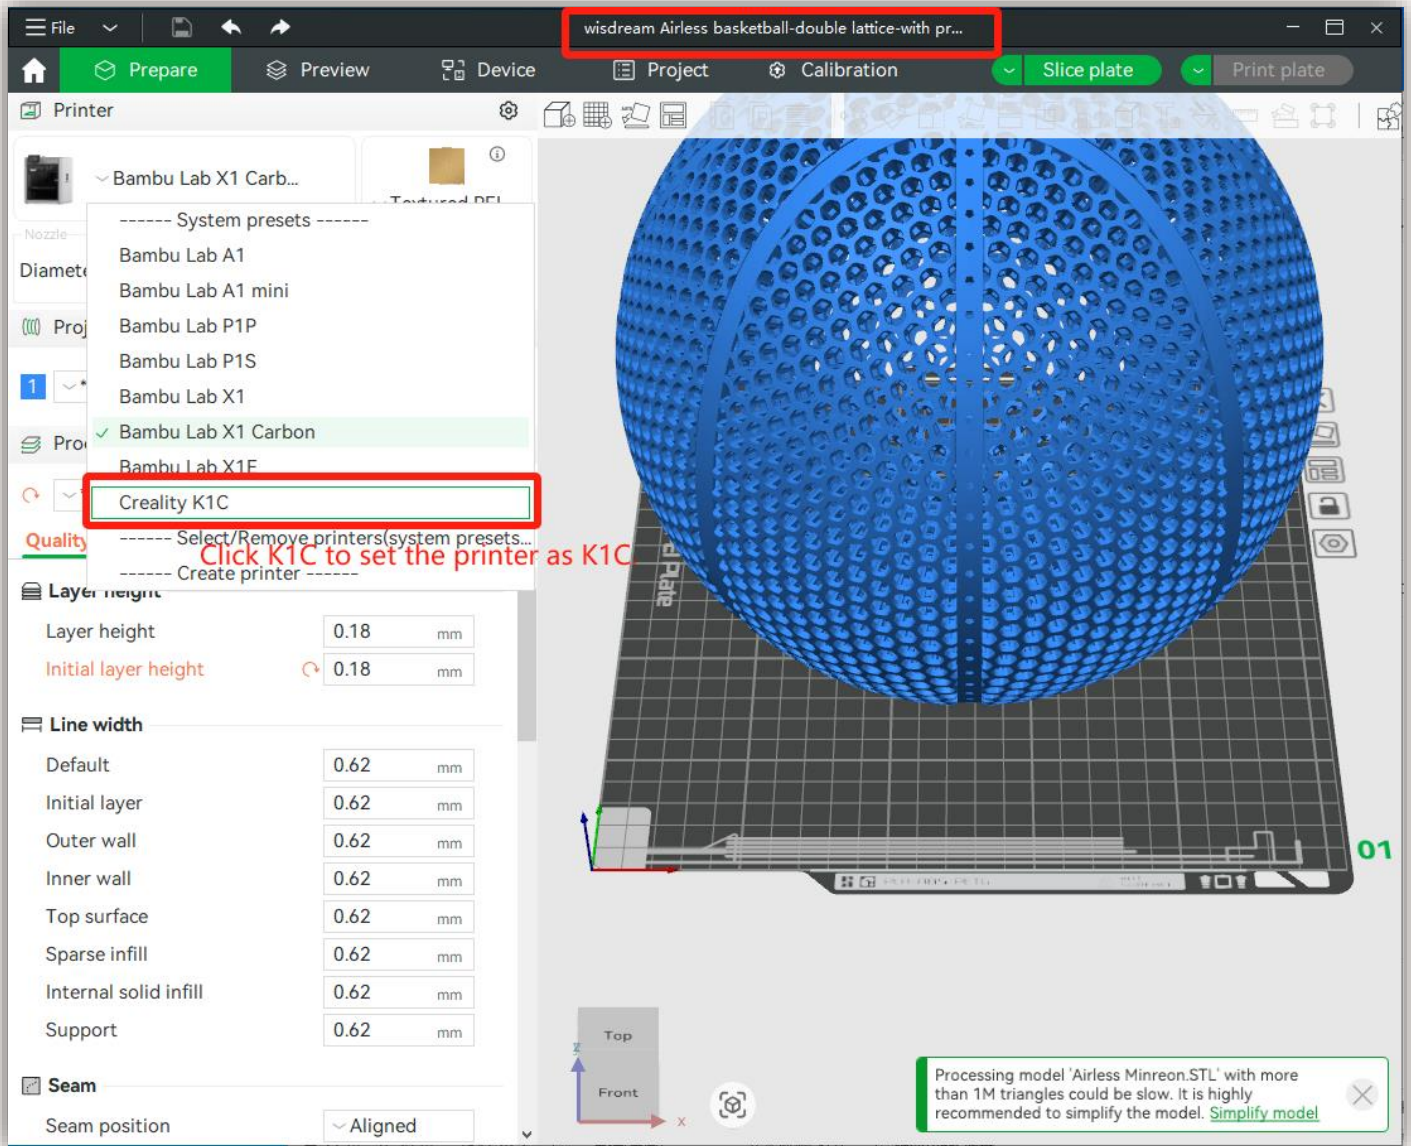 File
wisdream Airless basketball-double lattice-with pr...
Prepare
Preview
Device
Project
Calibration
Slice plate
Print plate
Printer
Bambu Lab X1 Carb...
Textured PEI
Nozzle
------ System presets ------
Bambu Lab A1
Diamete
Bambu Lab A1 mini
Proj
Bambu Lab P1P
Bambu Lab P1S
1
Bambu Lab X1
Bambu Lab X1 Carbon
Pro
Bambu Lab X1E
Creality K1C
Quality
------ Select/Remove printers(system presets...
Click K1C to set the printer as K1C
------ Create printer ------
Layer height
Layer height 0.18 mm
Initial layer height 0.18 mm
Line width
Default 0.62 mm
Initial layer 0.62 mm
Outer wall 0.62 mm
Inner wall 0.62 mm
Top surface 0.62 mm
Sparse infill 0.62 mm
Internal solid infill 0.62 mm
Support 0.62 mm
Seam
Seam position Aligned
Plate
01
Top
Front
z
x
Processing model 'Airless Minreon.STL' with more
than 1M triangles could be slow. It is highly
recommended to simplify the model. Simplify model